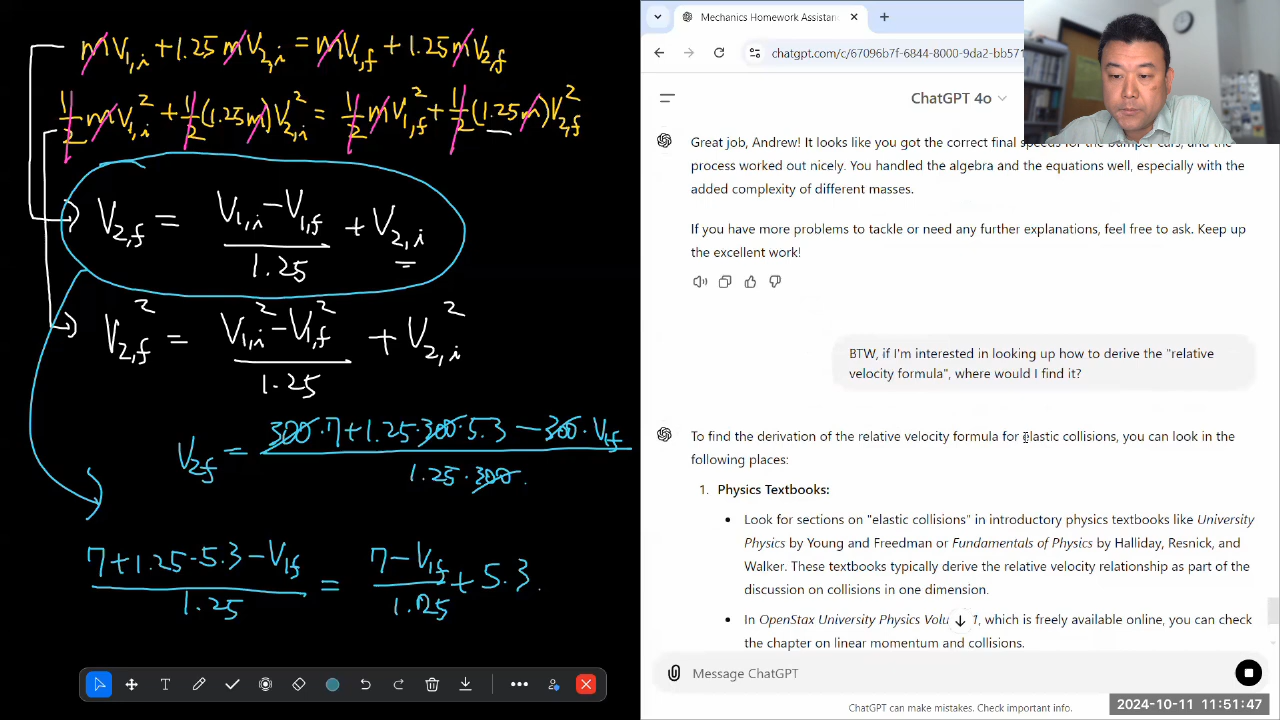 mV1,i + 1.25 mV2,i = mV1,f + 1.25 mV2,f
1/2 mV1,i² + 1/2 (1.25m)V2,i² = 1/2 mV1,f² + 1/2 (1.25m)V2,f²
V2,f = (V1,i - V1,f)/1.25 + V2,i
V2,f² = (V1,i² - V1,f²)/1.25 + V2,i²
V2f = (300·7 + 1.25·300·5.3 - 300·V1f)/(1.25·300)
(7 + 1.25·5.3 - V1f)/1.25 = (7 - V1f)/1.25 + 5.3
Mechanics Homework Assistan
chatgpt.com/c/67096b7f-6844-8000-9da2-bb571
ChatGPT 4o
Great job, Andrew! It looks like you got the correct final speeds for the bumper cars, and the
process worked out nicely. You handled the algebra and the equations well, especially with the
added complexity of different masses.
If you have more problems to tackle or need any further explanations, feel free to ask. Keep up
the excellent work!
BTW, if I'm interested in looking up how to derive the "relative
velocity formula", where would I find it?
To find the derivation of the relative velocity formula for elastic collisions, you can look in the
following places:
1. Physics Textbooks:
• Look for sections on "elastic collisions" in introductory physics textbooks like University
Physics by Young and Freedman or Fundamentals of Physics by Halliday, Resnick, and
Walker. These textbooks typically derive the relative velocity relationship as part of the
discussion on collisions in one dimension.
• In OpenStax University Physics Volu 1, which is freely available online, you can check
the chapter on linear momentum and collisions.
Message ChatGPT
ChatGPT can make mistakes. Check important info.
2024-10-11 11:51:47